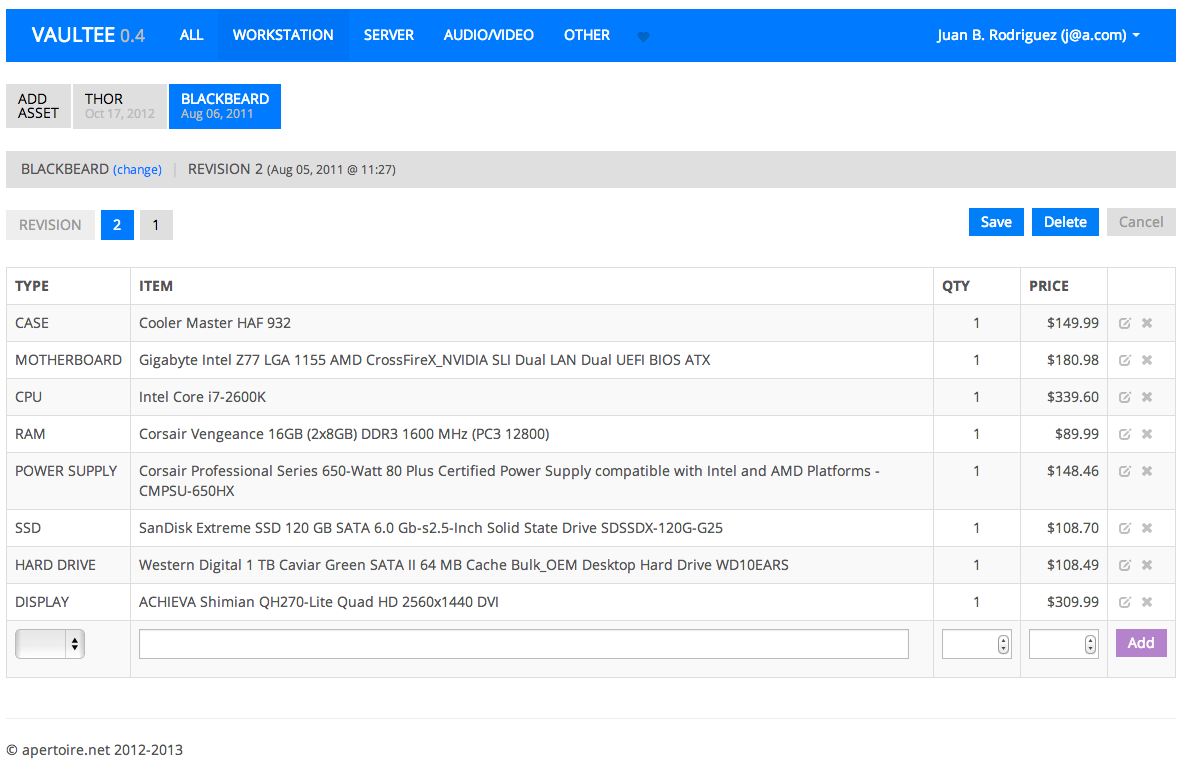 VAULTEE 0.4 ALL WORKSTATION SERVER AUDIO/VIDEO OTHER Juan B. Rodriguez (j@a.com)
ADD ASSET
THOR
Oct 17, 2012
BLACKBEARD
Aug 06, 2011
BLACKBEARD (change) | REVISION 2 (Aug 05, 2011 @ 11:27)
REVISION 2 1 Save Delete Cancel
TYPE ITEM QTY PRICE
CASE Cooler Master HAF 932 1 $149.99
MOTHERBOARD Gigabyte Intel Z77 LGA 1155 AMD CrossFireX_NVIDIA SLI Dual LAN Dual UEFI BIOS ATX 1 $180.98
CPU Intel Core i7-2600K 1 $339.60
RAM Corsair Vengeance 16GB (2x8GB) DDR3 1600 MHz (PC3 12800) 1 $89.99
POWER SUPPLY Corsair Professional Series 650-Watt 80 Plus Certified Power Supply compatible with Intel and AMD Platforms - 1 $148.46
CMPSU-650HX
SSD SanDisk Extreme SSD 120 GB SATA 6.0 Gb-s2.5-Inch Solid State Drive SDSSDX-120G-G25 1 $108.70
HARD DRIVE Western Digital 1 TB Caviar Green SATA II 64 MB Cache Bulk_OEM Desktop Hard Drive WD10EARS 1 $108.49
DISPLAY ACHIEVA Shimian QH270-Lite Quad HD 2560x1440 DVI 1 $309.99
Add
© apertoire.net 2012-2013